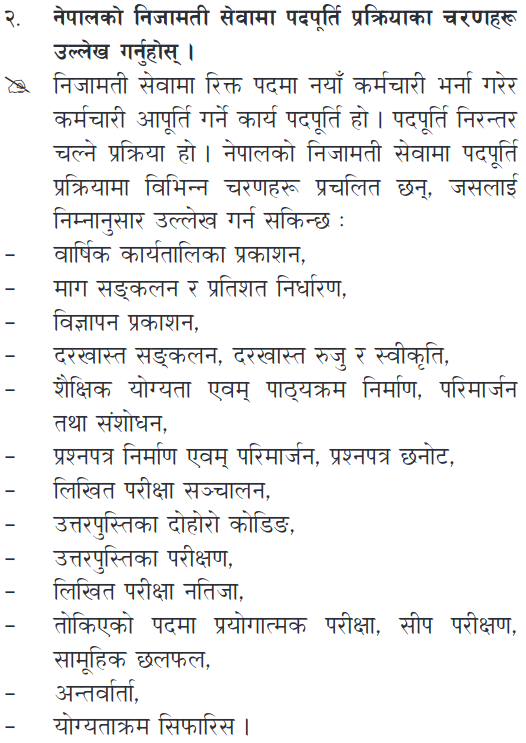 २. नेपालको निजामती सेवामा पदपूर्ति प्रक्रियाका चरणहरू
उल्लेख गर्नुहोस् ।
निजामती सेवामा रिक्त पदमा नयाँ कर्मचारी भर्ना गरेर
कर्मचारी आपूर्ति गर्ने कार्य पदपूर्ति हो । पदपूर्ति निरन्तर
चल्ने प्रक्रिया हो । नेपालको निजामती सेवामा पदपूर्ति
प्रक्रियामा विभिन्न चरणहरू प्रचलित छन्, जसलाई
निम्नानुसार उल्लेख गर्न सकिन्छ :
– वार्षिक कार्यतालिका प्रकाशन,
– माग सङ्कलन र प्रतिशत निर्धारण,
– विज्ञापन प्रकाशन,
– दरखास्त सङ्कलन, दरखास्त रुजु र स्वीकृति,
– शैक्षिक योग्यता एवम् पाठ्यक्रम निर्माण, परिमार्जन
तथा संशोधन,
– प्रश्नपत्र निर्माण एवम् परिमार्जन, प्रश्नपत्र छनोट,
– लिखित परीक्षा सञ्चालन,
– उत्तरपुस्तिका दोहोरो कोडिङ,
– उत्तरपुस्तिका परीक्षण,
– लिखित परीक्षा नतिजा,
– तोकिएको पदमा प्रयोगात्मक परीक्षा, सीप परीक्षण,
सामूहिक छलफल,
– अन्तर्वार्ता,
– योग्यताक्रम सिफारिस ।